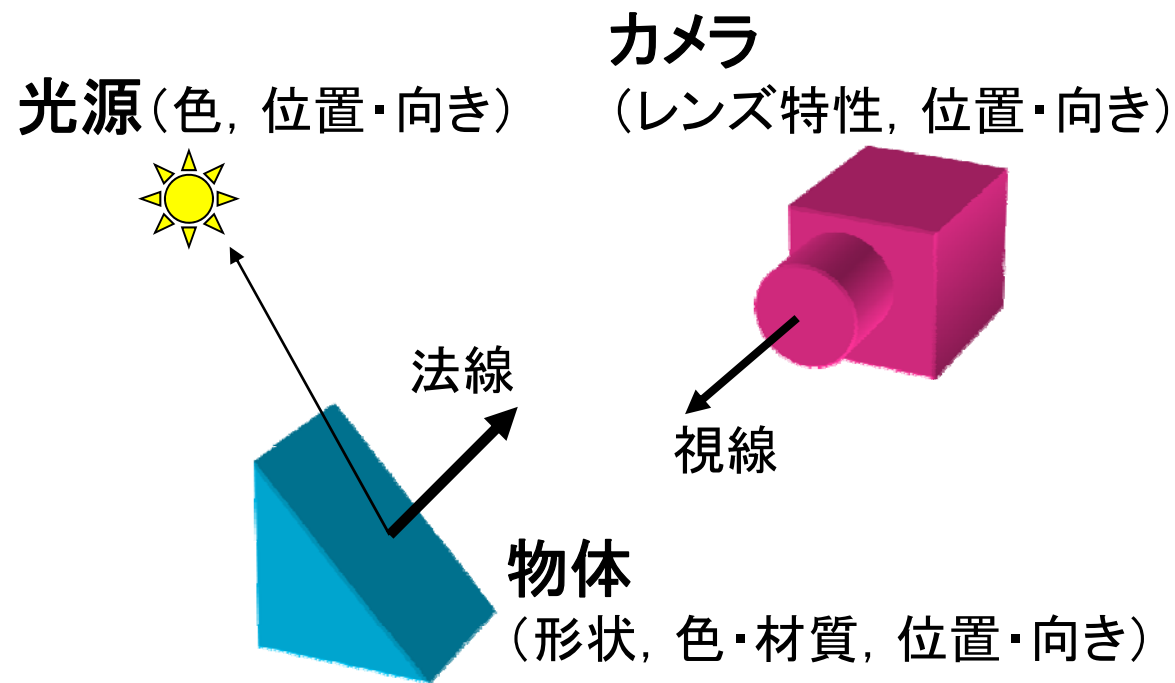 カメラ
光源(色, 位置・向き)
(レンズ特性, 位置・向き)
法線
視線
物体
(形状, 色・材質, 位置・向き)